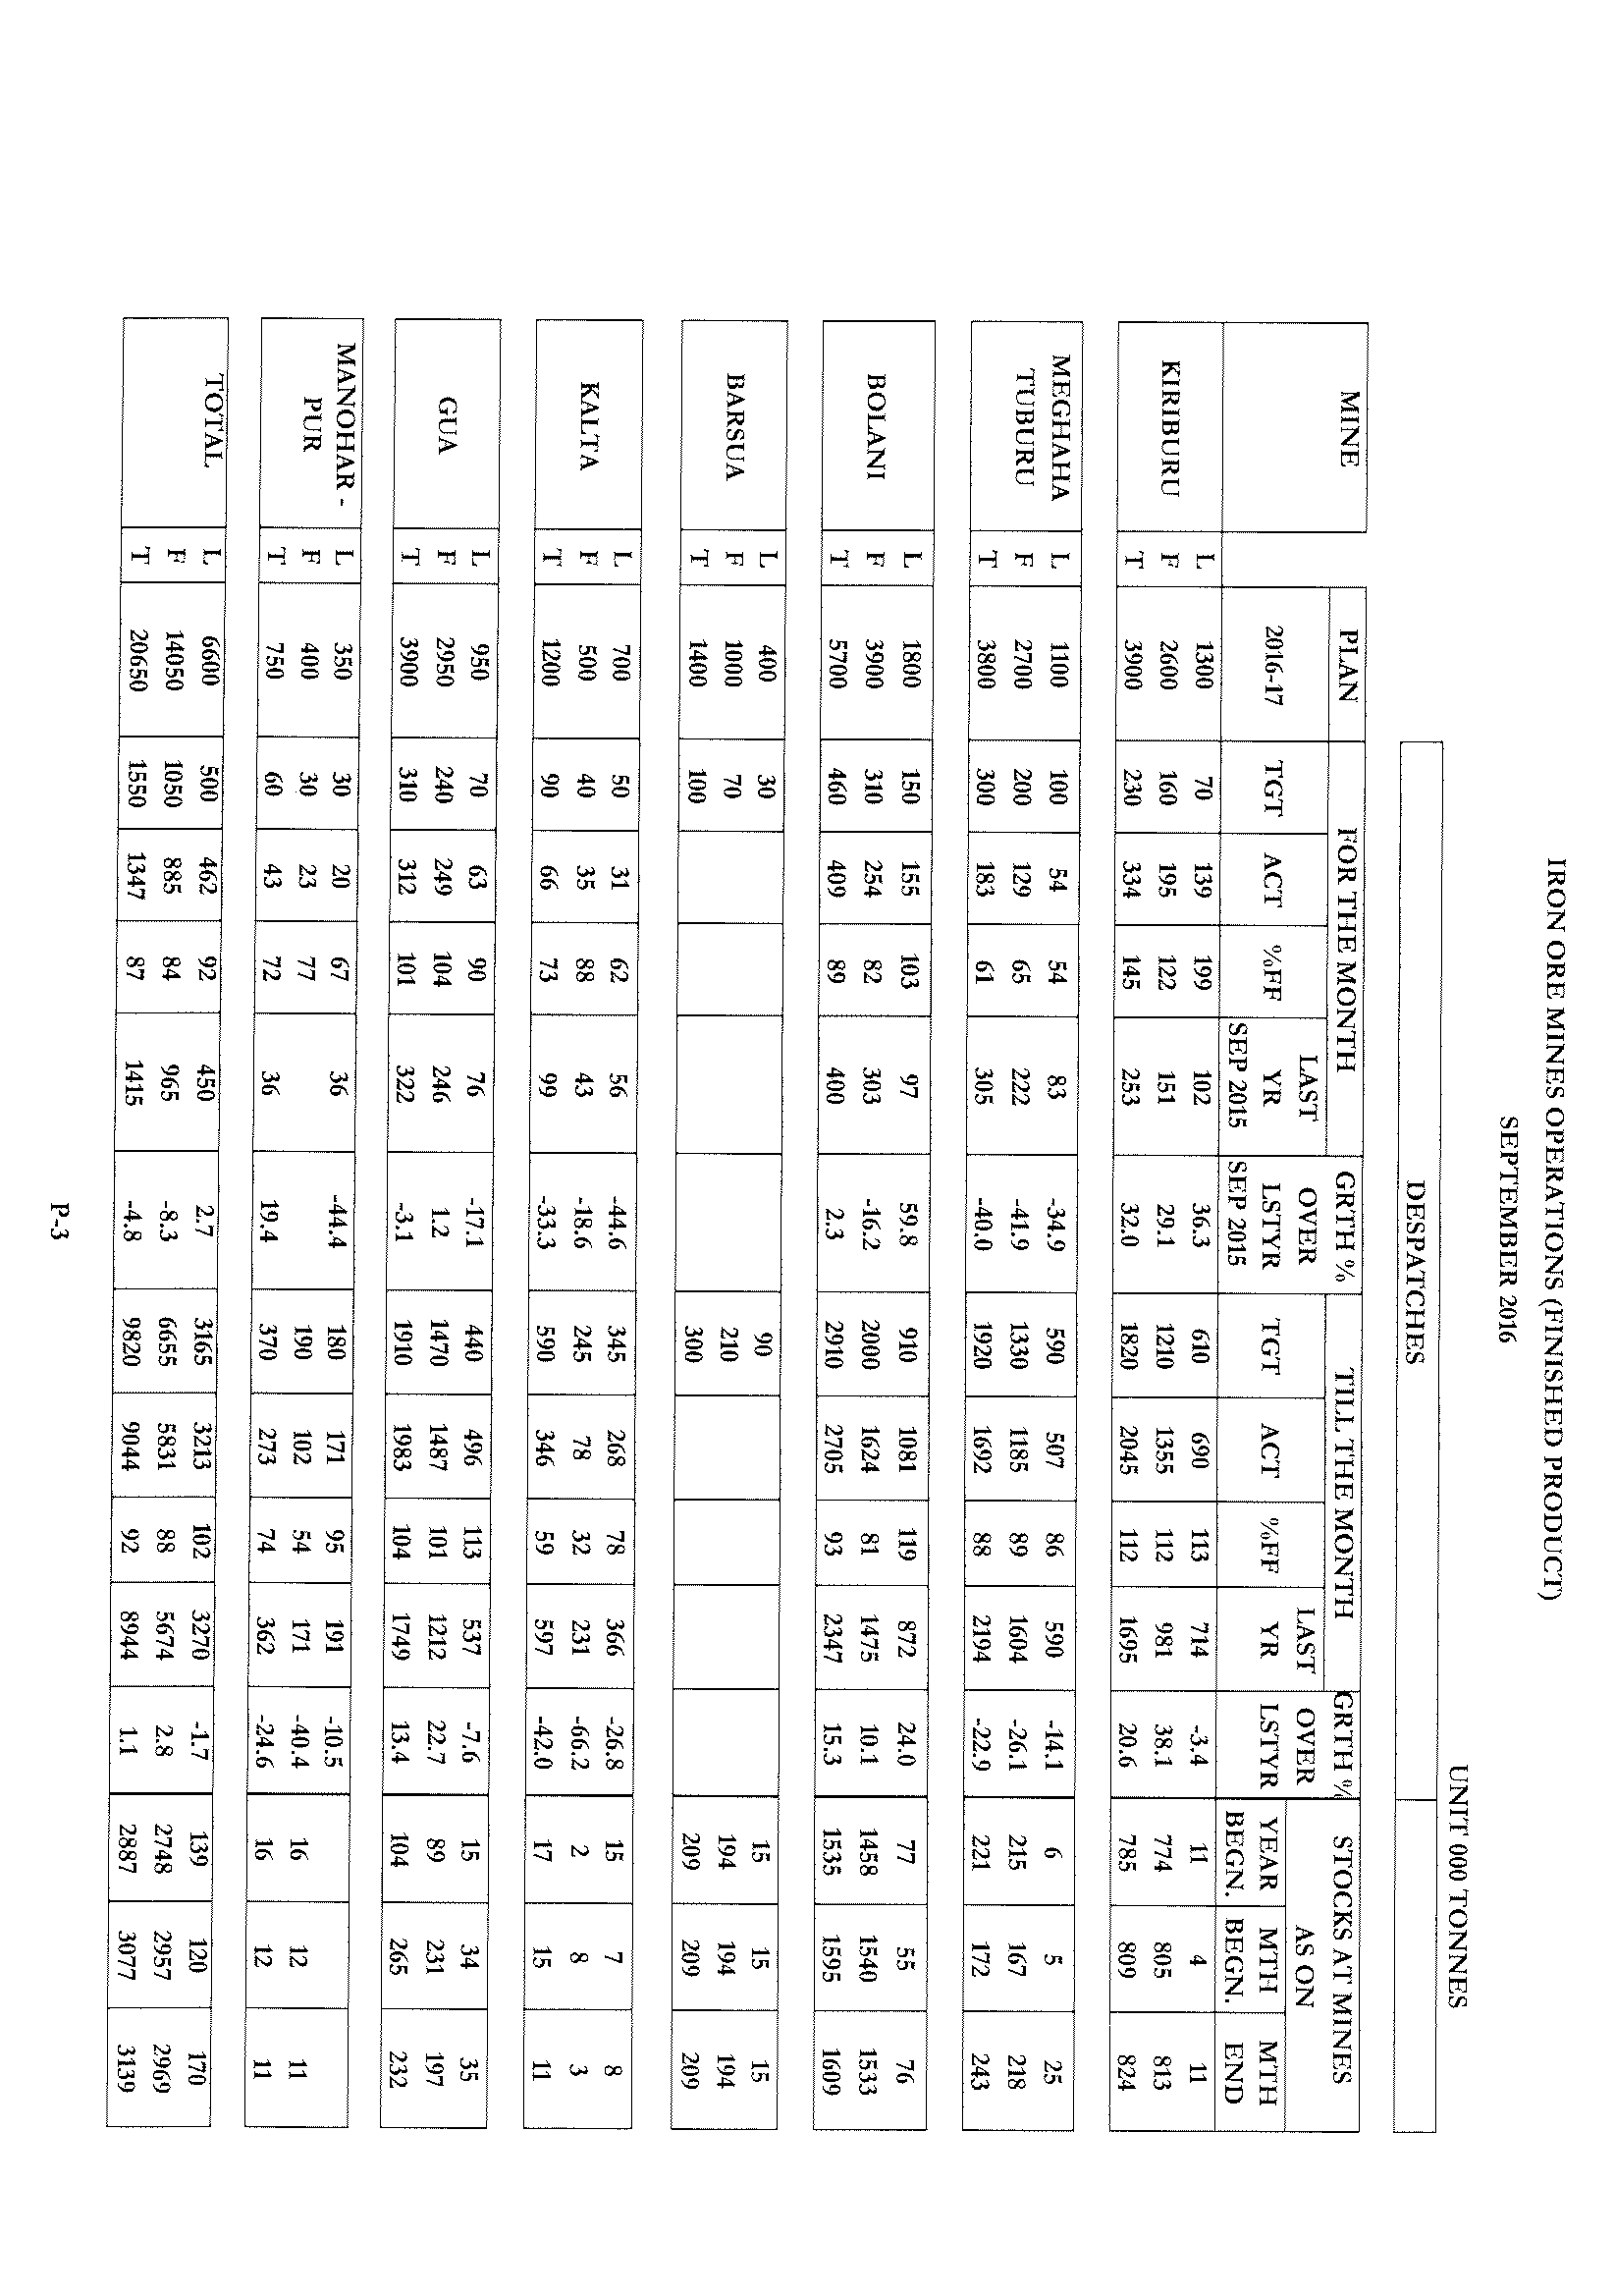 IRON ORE MINES OPERATIONS (FINISHED PRODUCT)
SEPTEMBER 2016
UNIT 000 TONNES
DESPATCHES
MINE PLAN FOR THE MONTH GRTH % TILL THE MONTH GRTH % STOCKS AT MINES
2016-17 TGT ACT %FF LAST OVER TGT ACT %FF LAST OVER AS ON
YR LSTYR YR LSTYR YEAR MTH MTH
SEP 2015 SEP 2015 BEGN. BEGN. END
L 1300 70 139 199 102 36.3 610 690 113 714 -3.4 11 4 11
KIRIBURU F 2600 160 195 122 151 29.1 1210 1355 112 981 38.1 774 805 813
T 3900 230 334 145 253 32.0 1820 2045 112 1695 20.6 785 809 824
MEGHAHA L 1100 100 54 54 83 -34.9 590 507 86 590 -14.1 6 5 25
TUBURU F 2700 200 129 65 222 -41.9 1330 1185 89 1604 -26.1 215 167 218
T 3800 300 183 61 305 -40.0 1920 1692 88 2194 -22.9 221 172 243
L 1800 150 155 103 97 59.8 910 1081 119 872 24.0 77 55 76
BOLANI F 3900 310 254 82 303 -16.2 2000 1624 81 1475 10.1 1458 1540 1533
T 5700 460 409 89 400 2.3 2910 2705 93 2347 15.3 1535 1595 1609
L 400 30 90 15 15 15
BARSUA F 1000 70 210 194 194 194
T 1400 100 300 209 209 209
L 700 50 31 62 56 -44.6 345 268 78 366 -26.8 15 7 8
KALTA F 500 40 35 88 43 -18.6 245 78 32 231 -66.2 2 8 3
T 1200 90 66 73 99 -33.3 590 346 59 597 -42.0 17 15 11
L 950 70 63 90 76 -17.1 440 496 113 537 -7.6 15 34 35
GUA F 2950 240 249 104 246 1.2 1470 1487 101 1212 22.7 89 231 197
T 3900 310 312 101 322 -3.1 1910 1983 104 1749 13.4 104 265 232
MANOHAR - L 350 30 20 67 36 -44.4 180 171 95 191 -10.5
PUR F 400 30 23 77 190 102 54 171 -40.4 16 12 11
T 750 60 43 72 36 19.4 370 273 74 362 -24.6 16 12 11
TOTAL L 6600 500 462 92 450 2.7 3165 3213 102 3270 -1.7 139 120 170
F 14050 1050 885 84 965 -8.3 6655 5831 88 5674 2.8 2748 2957 2969
T 20650 1550 1347 87 1415 -4.8 9820 9044 92 8944 1.1 2887 3077 3139
P-3